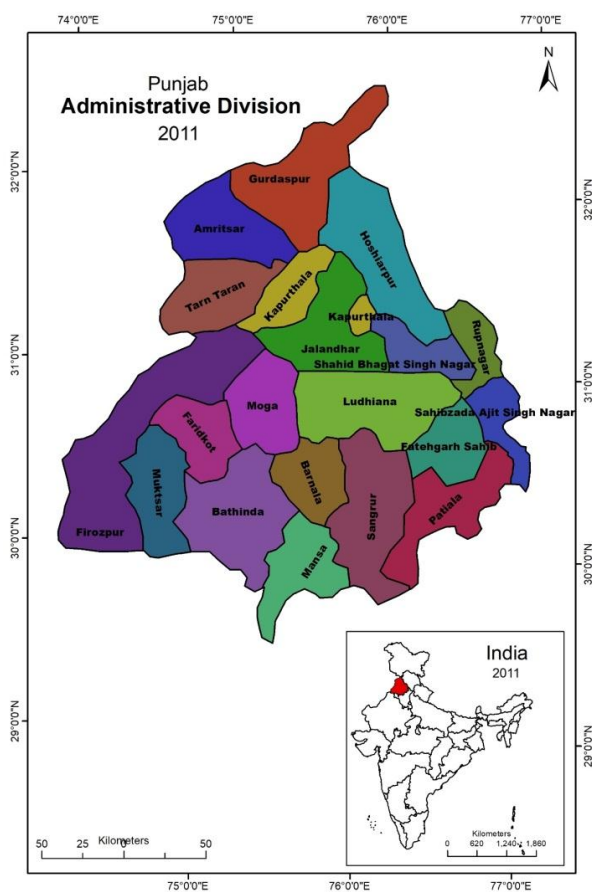 74°0'0"E
75°0'0"E
76°0'0"E
77°0'0"E
N
Punjab
Administrative Division
2011
32°0'0"N
32°0'0"N
Gurdaspur
Amritsar
Hoshiarpur
Tarn Taran
Kapurthala
Kapurthala
Rupnagar
Jalandhar
Shahid Bhagat Singh Nagar
31°0'0"N
31°0'0"N
Moga
Ludhiana
Sahibzada Ajit Singh Nagar
Faridkot
Fatehgarh Sahib
Muktsar
Barnala
Bathinda
Sangrur
Patiala
Firozpur
Mansa
30°0'0"N
30°0'0"N
India
2011
29°0'0"N
29°0'0"N
Kilometers
50 25 0 50
Kilometers
0 620 1,240 1,860
75°0'0"E
76°0'0"E
77°0'0"E